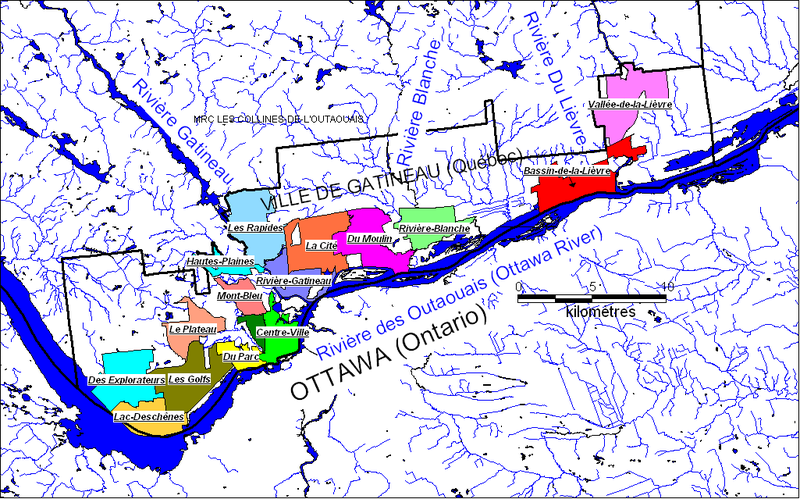 Rivière Gatineau
MRC LES COLLINES DE L'OUTAOUAIS
Rivière Blanche
Rivière Du Lièvre
Vallée-de-la-Lièvre
VILLE DE GATINEAU (Québec)
Bassin-de-la-Lièvre
Les Rapides
La Cité
Du Moulin
Rivière-Blanche
Hautes-Plaines
Rivière-Gatineau
Mont-Bleu
Rivière des Outaouais (Ottawa River)
0 5 10
kilomètres
Le Plateau
Centre-Ville
Du Parc
OTTAWA (Ontario)
Des Explorateurs
Les Golfs
Lac-Deschênes